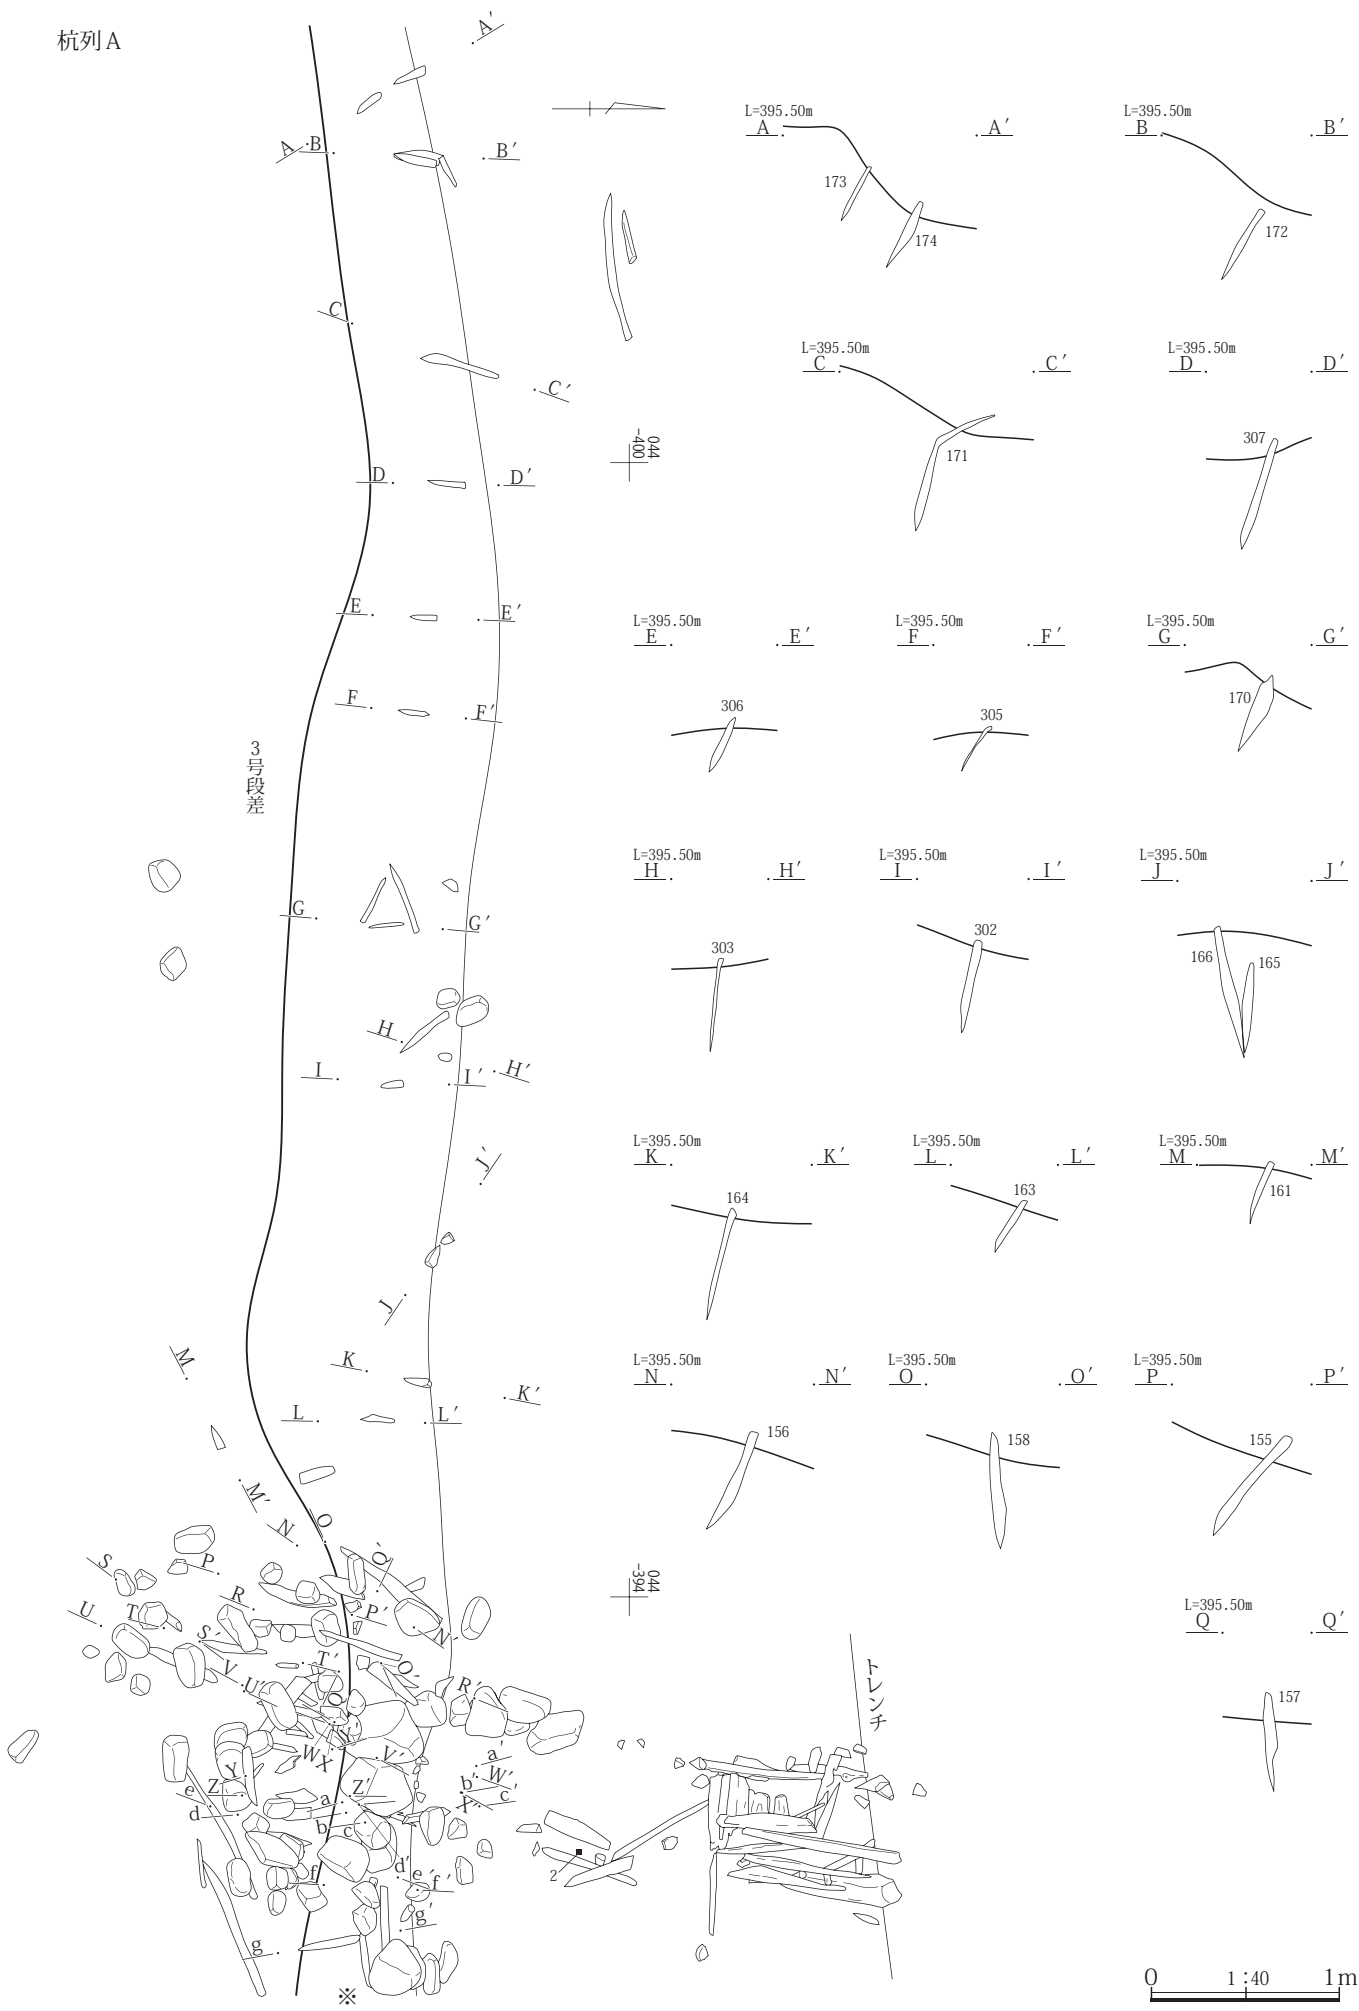 杭列A
A'
A
B
B'
C
C'
D
D'
E
E'
F
F'
3号段差
G
G'
H
H'
I
I'
J'
J
K
K'
L
L'
M
M'
N
O
O'
P
P'
N'
S
R
U
T
S'
T'
V
U'
Q'
Q
R'
V'
W
X
Y'
Y
Z
Z'
a'
W'
b'
c'
X'
e
d
a
b
c
d'
e'
f'
f
g'
g
※
044
-400
044
-394
トレンチ
2
L=395.50m
A
A'
173
174
L=395.50m
B
B'
172
L=395.50m
C
C'
171
L=395.50m
D
D'
307
L=395.50m
E
E'
306
L=395.50m
F
F'
305
L=395.50m
G
G'
170
L=395.50m
H
H'
303
L=395.50m
I
I'
302
L=395.50m
J
J'
166
165
L=395.50m
K
K'
164
L=395.50m
L
L'
163
L=395.50m
M
M'
161
L=395.50m
N
N'
156
L=395.50m
O
O'
158
L=395.50m
P
P'
155
L=395.50m
Q
Q'
157
0 1:40 1m